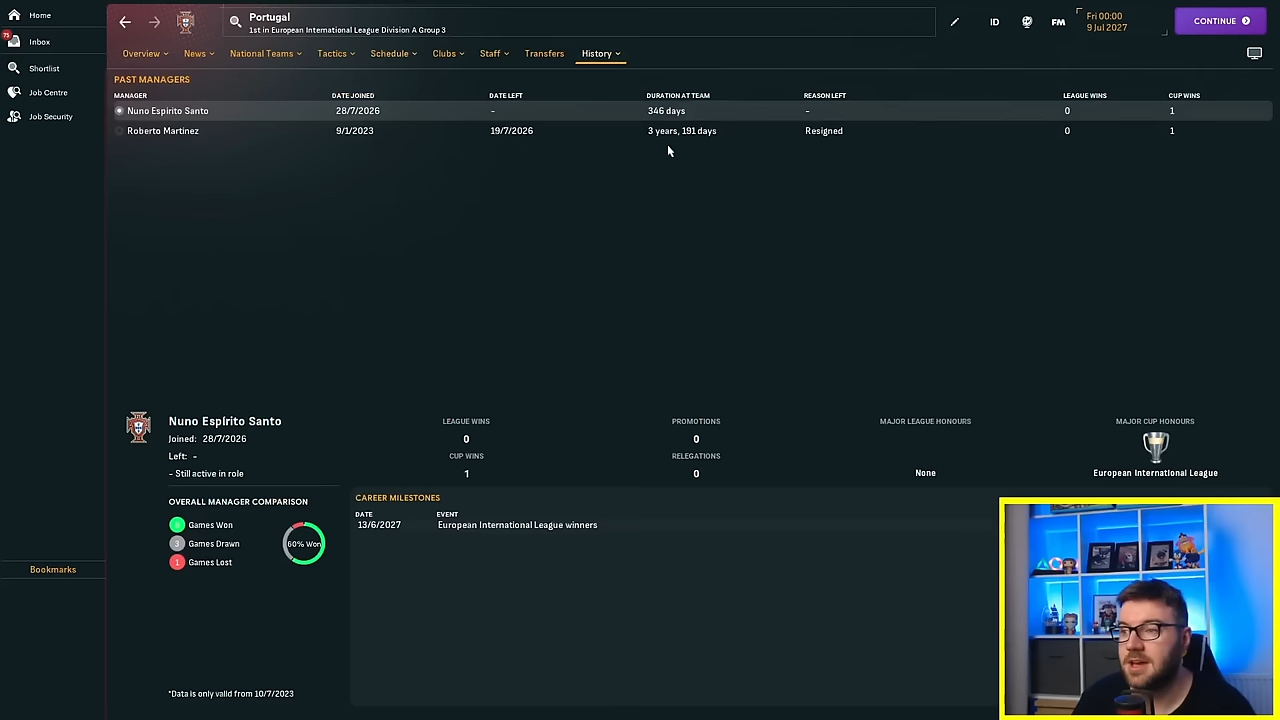 Home
75
Inbox
Shortlist
Job Centre
Job Security
Bookmarks
Portugal
1st in European International League Division A Group 3
ID
FM
Fri 00:00
9 Jul 2027
CONTINUE
Overview
News
National Teams
Tactics
Schedule
Clubs
Staff
Transfers
History
PAST MANAGERS
MANAGER DATE JOINED DATE LEFT DURATION AT TEAM REASON LEFT LEAGUE WINS CUP WINS
Nuno Espírito Santo 28/7/2026 - 346 days - 0 1
Roberto Martínez 9/1/2023 19/7/2026 3 years, 191 days Resigned 0 1
Nuno Espírito Santo
Joined: 28/7/2026
Left: -
- Still active in role
LEAGUE WINS
0
CUP WINS
1
PROMOTIONS
0
RELEGATIONS
0
MAJOR LEAGUE HONOURS
None
MAJOR CUP HONOURS
European International League
OVERALL MANAGER COMPARISON
Games Won
3 Games Drawn
1 Games Lost
60% Won
*Data is only valid from 10/7/2023
CAREER MILESTONES
DATE EVENT
13/6/2027 European International League winners